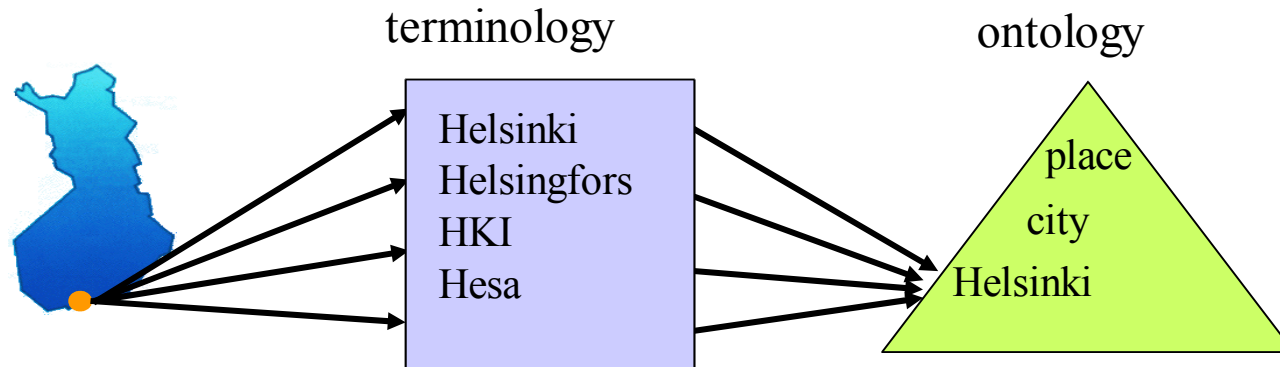 terminology
ontology
Helsinki
Helsingfors
HKI
Hesa
place
city
Helsinki